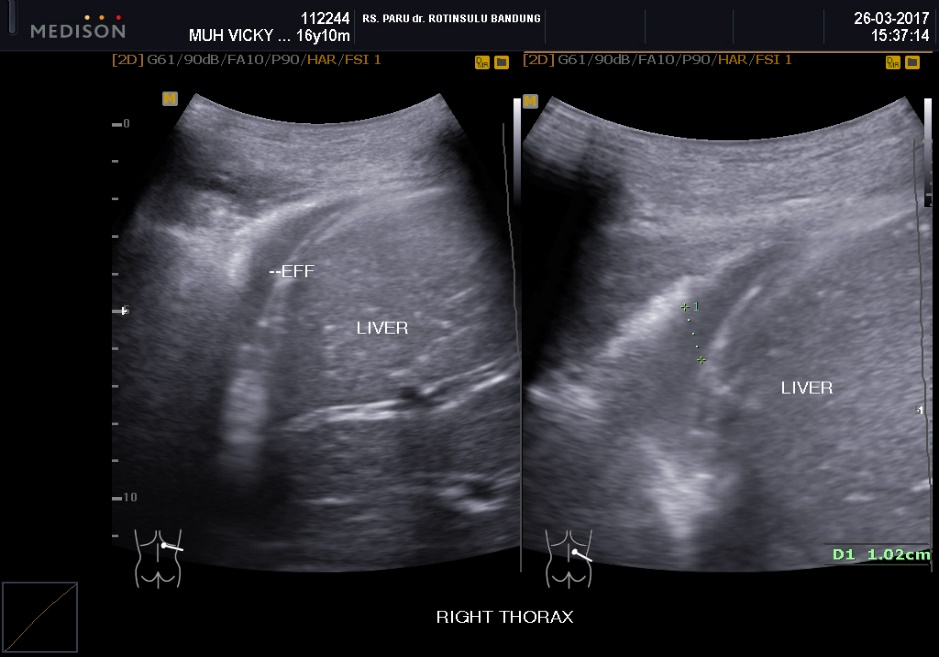 MEDISON
112244
MUH VICKY ... 16y10m
RS. PARU dr. ROTINSULU BANDUNG
26-03-2017
15:37:14
[2D] G61/90dB/FA10/P90/HAR/FSI 1
[2D] G61/90dB/FA10/P90/HAR/FSI 1
M
M
0
--EFF
1
5
LIVER
LIVER
10
D1 1.02cm
RIGHT THORAX